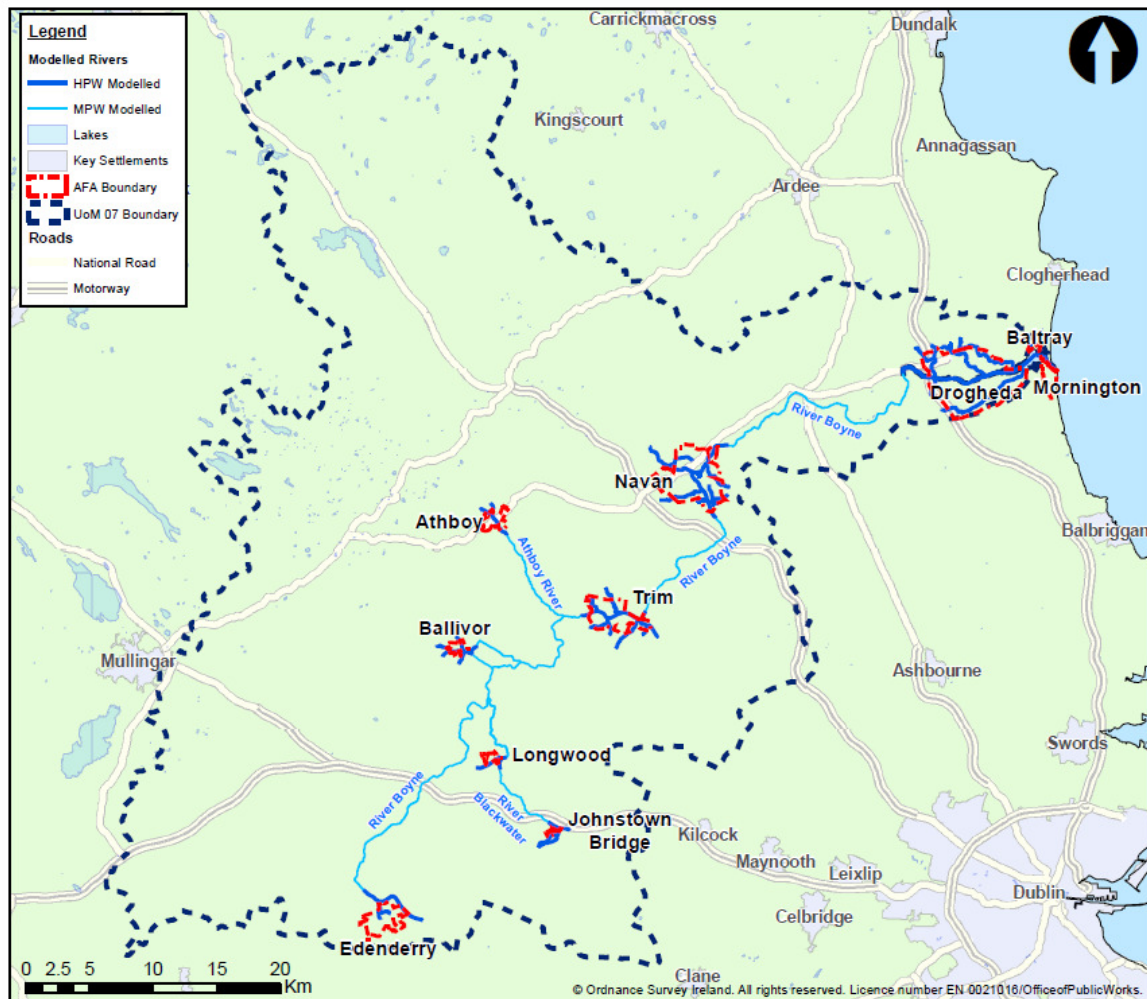 Legend
Modelled Rivers
HPW Modelled
MPW Modelled
Lakes
Key Settlements
AFA Boundary
UoM 07 Boundary
Roads
National Road
Motorway
Carrickmacross
Dundalk
Kingscourt
Annagassan
Ardee
Clogherhead
Baltray
Drogheda
Mornington
River Boyne
Navan
Athboy
Balbriggan
Athboy River
River Boyne
Trim
Ballivor
Mullingar
Ashbourne
Swords
Longwood
River Boyne
River
Blackwater
Johnstown
Bridge
Kilcock
Maynooth
Leixlip
Dublin
Celbridge
Edenderry
Clane
0 2.5 5 10 15 20
Km
© Ordnance Survey Ireland. All rights reserved. Licence number EN 0021016/OfficeofPublicWorks.